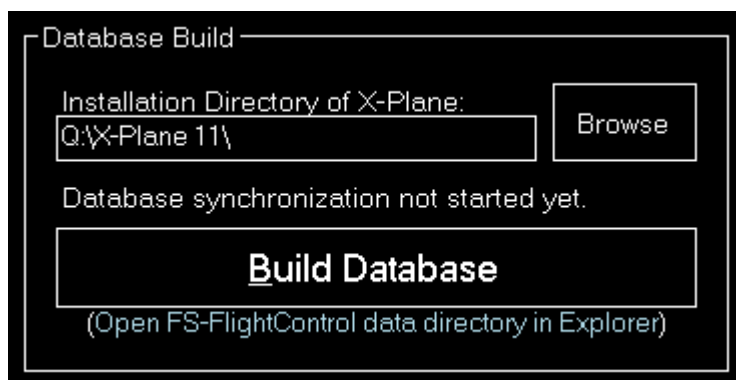 Database Build
Installation Directory of X-Plane:
Q:\X-Plane 11\
Browse
Database synchronization not started yet.
Build Database
(Open FS-FlightControl data directory in Explorer)